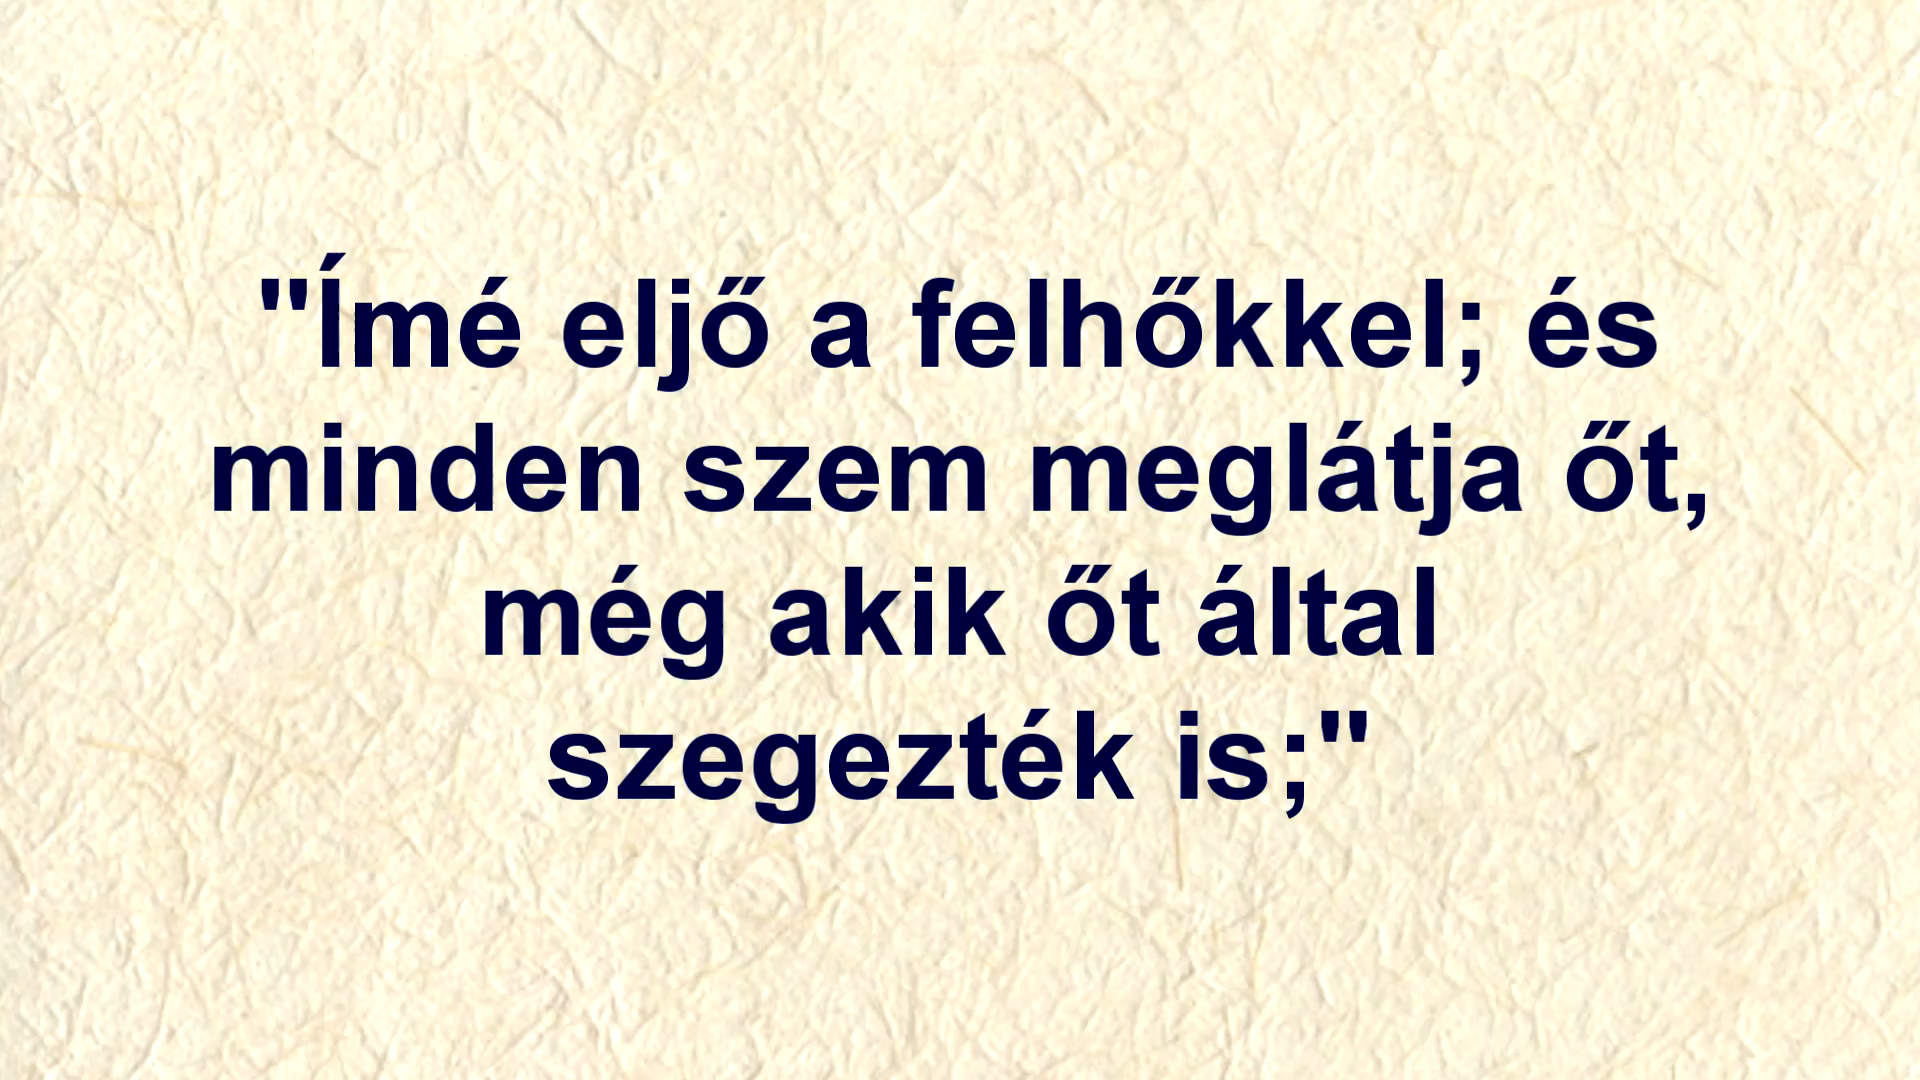 "Ímé eljő a felhőkkel; és
minden szem meglátja őt,
még akik őt által
szegezték is;"